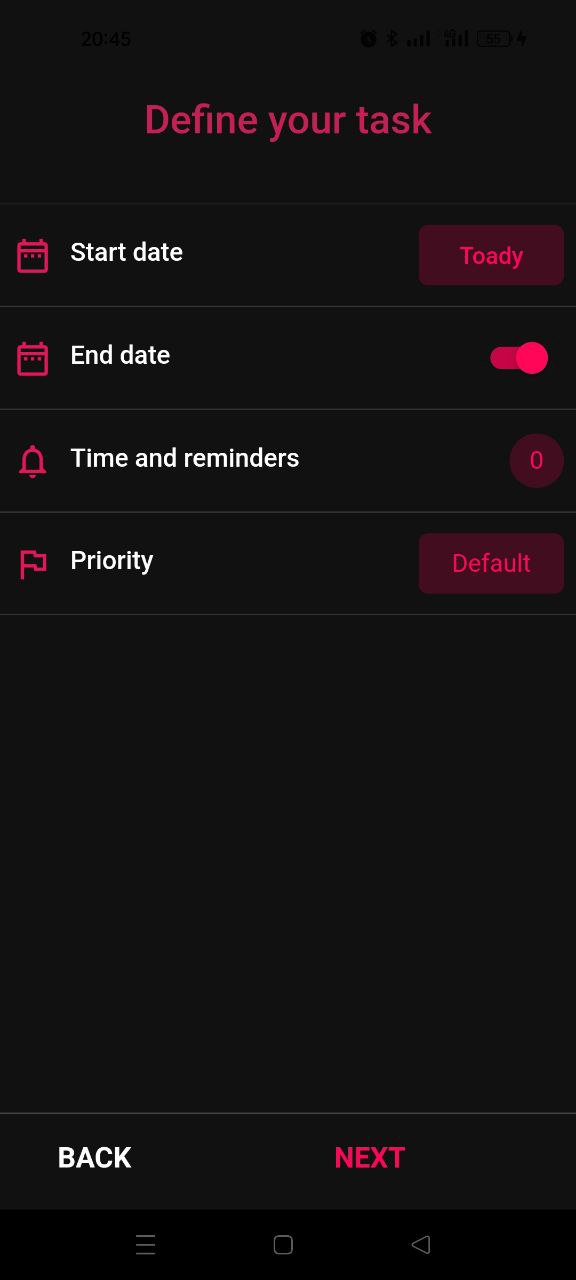 20:45
4G
55
Define your task
Start date
Toady
End date
Time and reminders
0
Priority
Default
BACK
NEXT